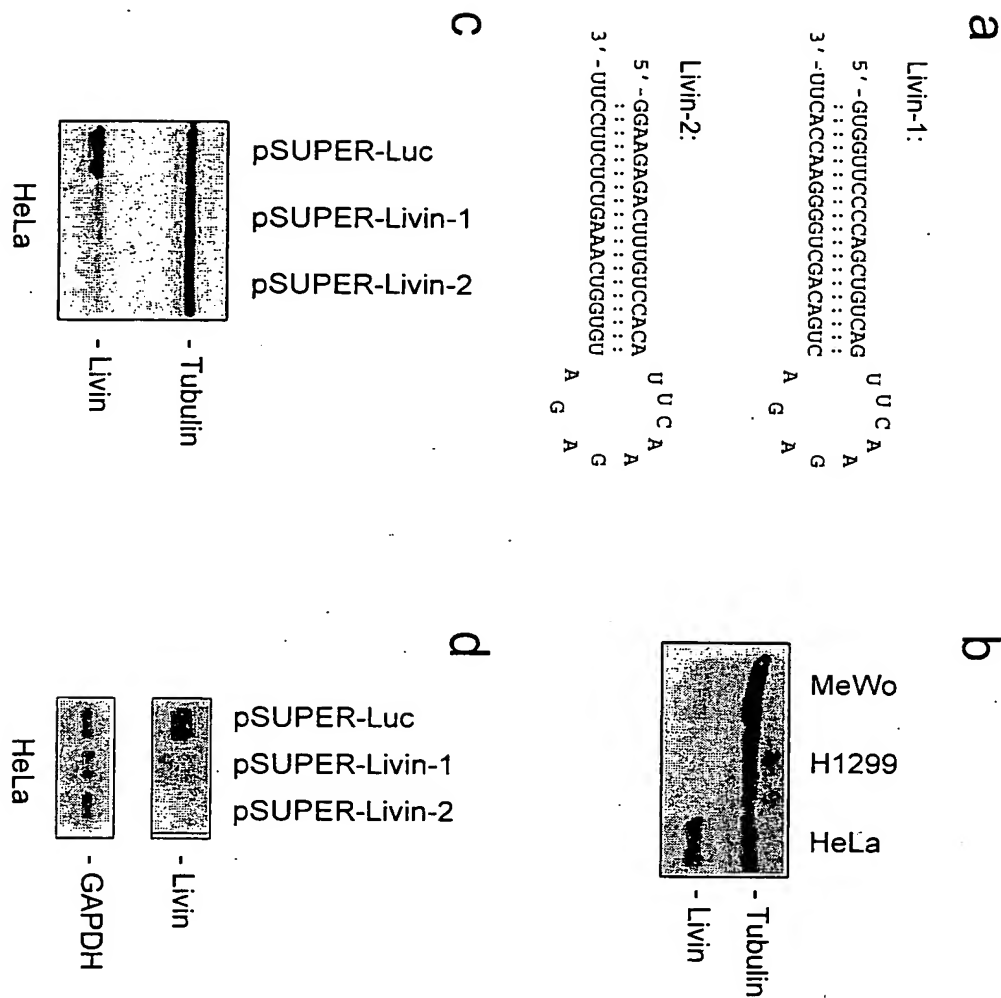 a
Livin-1:
5'-GUGGUUCCCCAGCUGUCAG
3'-UUCACCAAGGGGUCGACAGUC
U U C A A G A G A
Livin-2:
5'-GGAAGAGACUUUGUCCACA
3'-UUCCUUCUCUGAAACUGGUGU
U U C A A G A G A
b
MeWo
H1299
HeLa
- Tubulin
- Livin
c
pSUPER-Luc
pSUPER-Livin-1
pSUPER-Livin-2
- Tubulin
- Livin
HeLa
d
pSUPER-Luc
pSUPER-Livin-1
pSUPER-Livin-2
- Livin
- GAPDH
HeLa